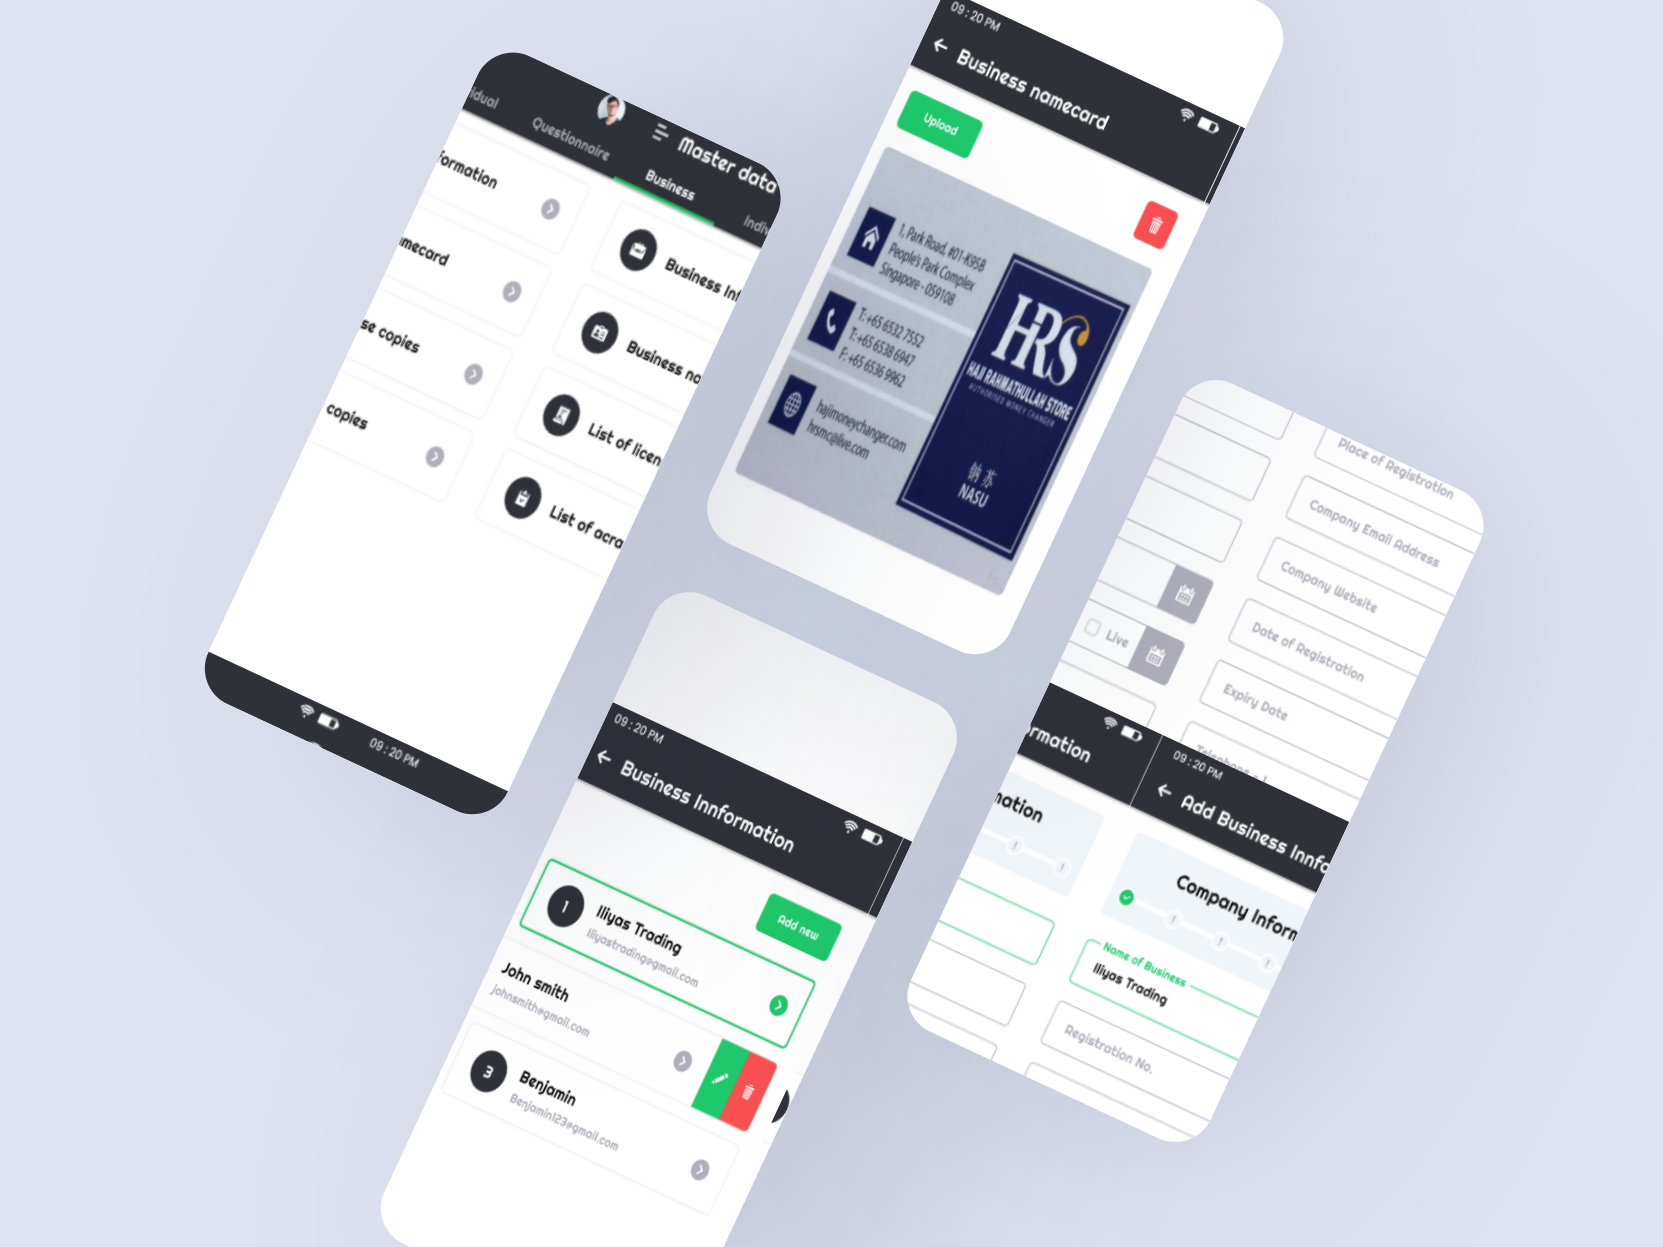 idual
Questionnaire
Master data
Business
Indiv
formation
mecard
se copies
copies
Business Inf
Business na
List of licen
List of acra
09 : 20 PM
09 : 20 PM
Business namecard
Upload
1, Park Road, #01-K95B
People's Park Complex
Singapore - 059108
T: +65 6532 7552
T: +65 6538 6947
F: +65 6536 9962
hajimoneychanger.com
hrsmc@live.com
HRS
HAJI RAHMATHULLAH STORE
AUTHORISED MONEY CHANGER
纳 苏
NASU
09 : 20 PM
Business Innformation
Add new
1
Iliyas Trading
Iliyastrading@gmail.com
John smith
Johnsmith@gmail.com
3
Benjamin
Benjamin123@gmail.com
Place of Registration
Company Email Address
Company Website
Date of Registration
Live
Expiry Date
Telephone - 1
rmation
09 : 20 PM
Add Business Innfo
mation
Company Inform
Name of Business
Iliyas Trading
Registration No.